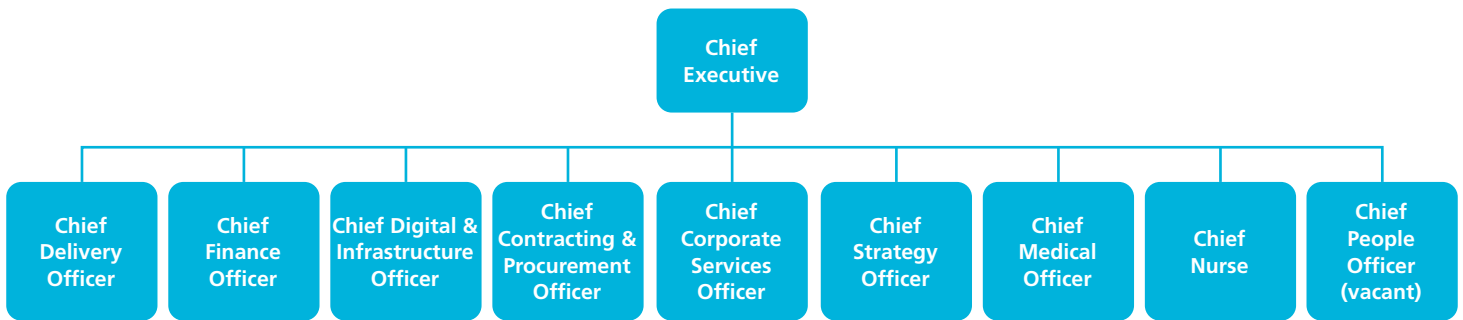 Chief
Executive
Chief
Delivery
Officer
Chief
Finance
Officer
Chief Digital &
Infrastructure
Officer
Chief
Contracting &
Procurement
Officer
Chief
Corporate
Services
Officer
Chief
Strategy
Officer
Chief
Medical
Officer
Chief
Nurse
Chief
People
Officer
(vacant)